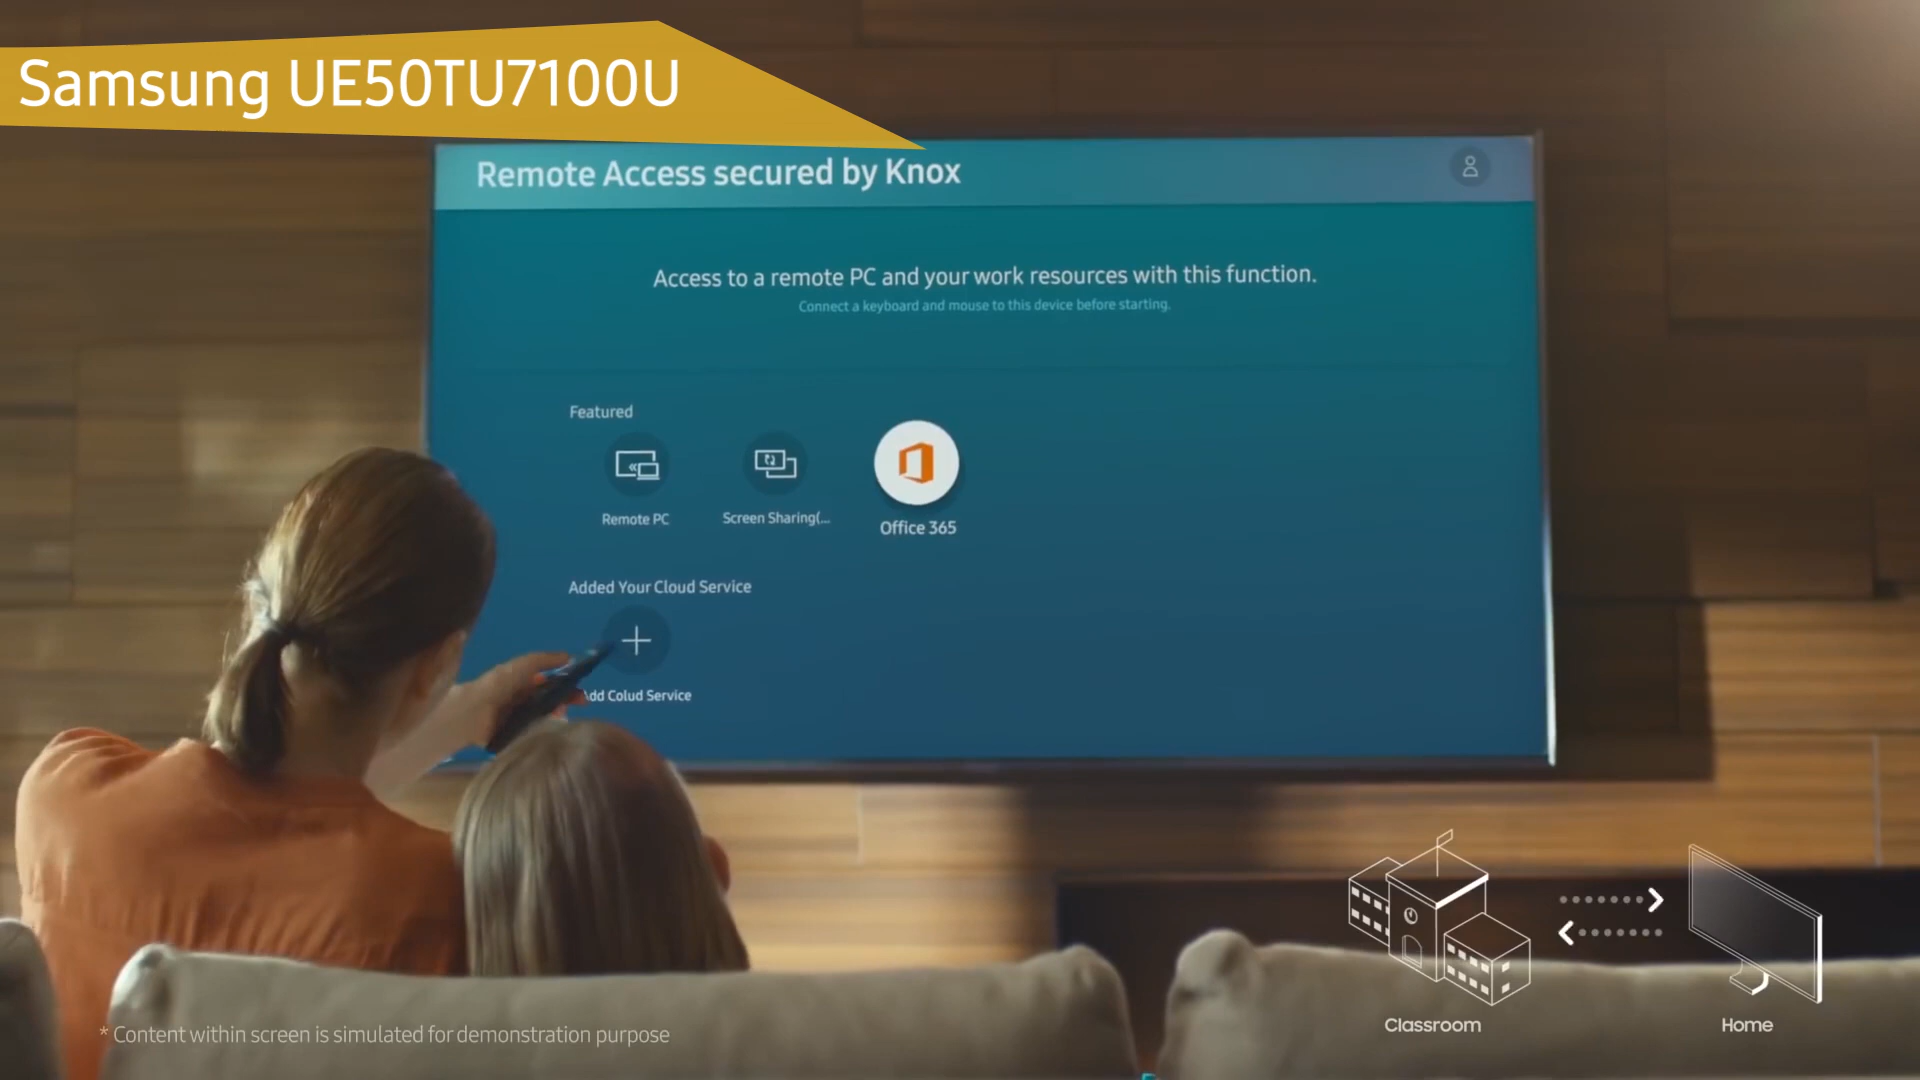 Samsung UE50TU7100U
Remote Access secured by Knox
Access to a remote PC and your work resources with this function.
Connect a keyboard and mouse to this device before starting.
Featured
Remote PC
Screen Sharing(...
Office 365
Added Your Cloud Service
dd Colud Service
Classroom
Home
* Content within screen is simulated for demonstration purpose